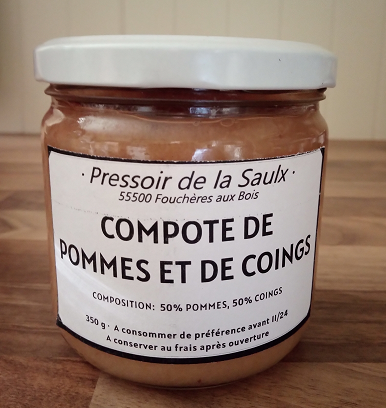 · Pressoir de la Saulx ·
55500 Fouchères aux Bois
COMPOTE DE
POMMES ET DE COINGS
COMPOSITION: 50% POMMES, 50% COINGS
350 g · A consommer de préférence avant 11/24
A conserver au frais après ouverture